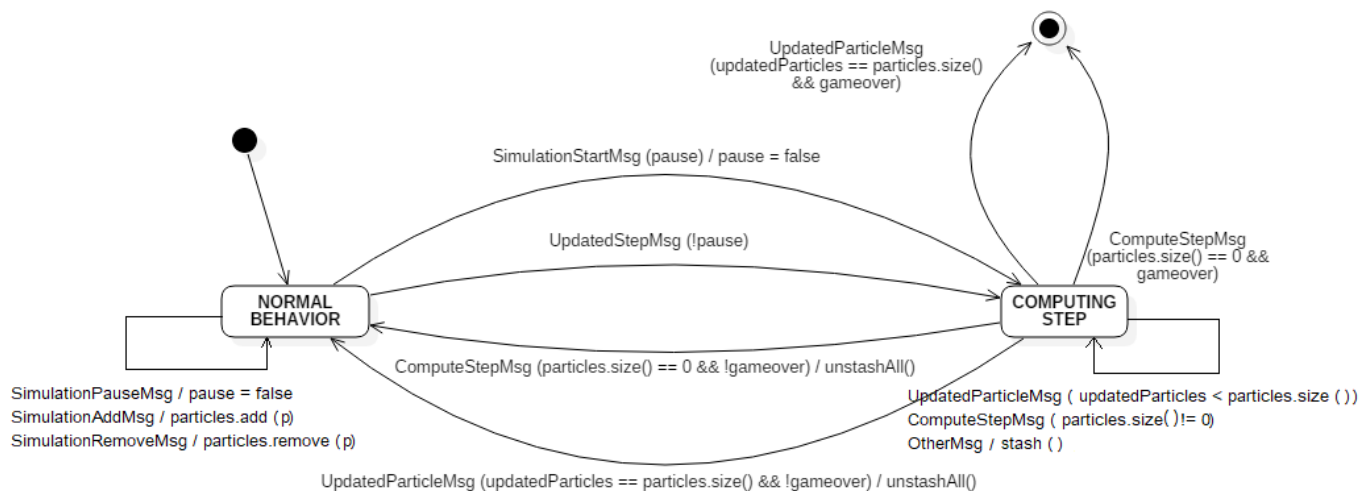 UpdatedParticleMsg
(updatedParticles == particles.size()
&& gameover)
SimulationStartMsg (pause) / pause = false
UpdatedStepMsg (!pause)
ComputeStepMsg
(particles.size() == 0 &&
gameover)
NORMAL
BEHAVIOR
COMPUTING
STEP
ComputeStepMsg (particles.size() == 0 && !gameover) / unstashAll()
SimulationPauseMsg / pause = false
SimulationAddMsg / particles.add (p)
SimulationRemoveMsg / particles.remove (p)
UpdatedParticleMsg ( updatedParticles < particles.size ())
ComputeStepMsg ( particles.size() != 0)
OtherMsg / stash ()
UpdatedParticleMsg (updatedParticles == particles.size() && !gameover) / unstashAll()